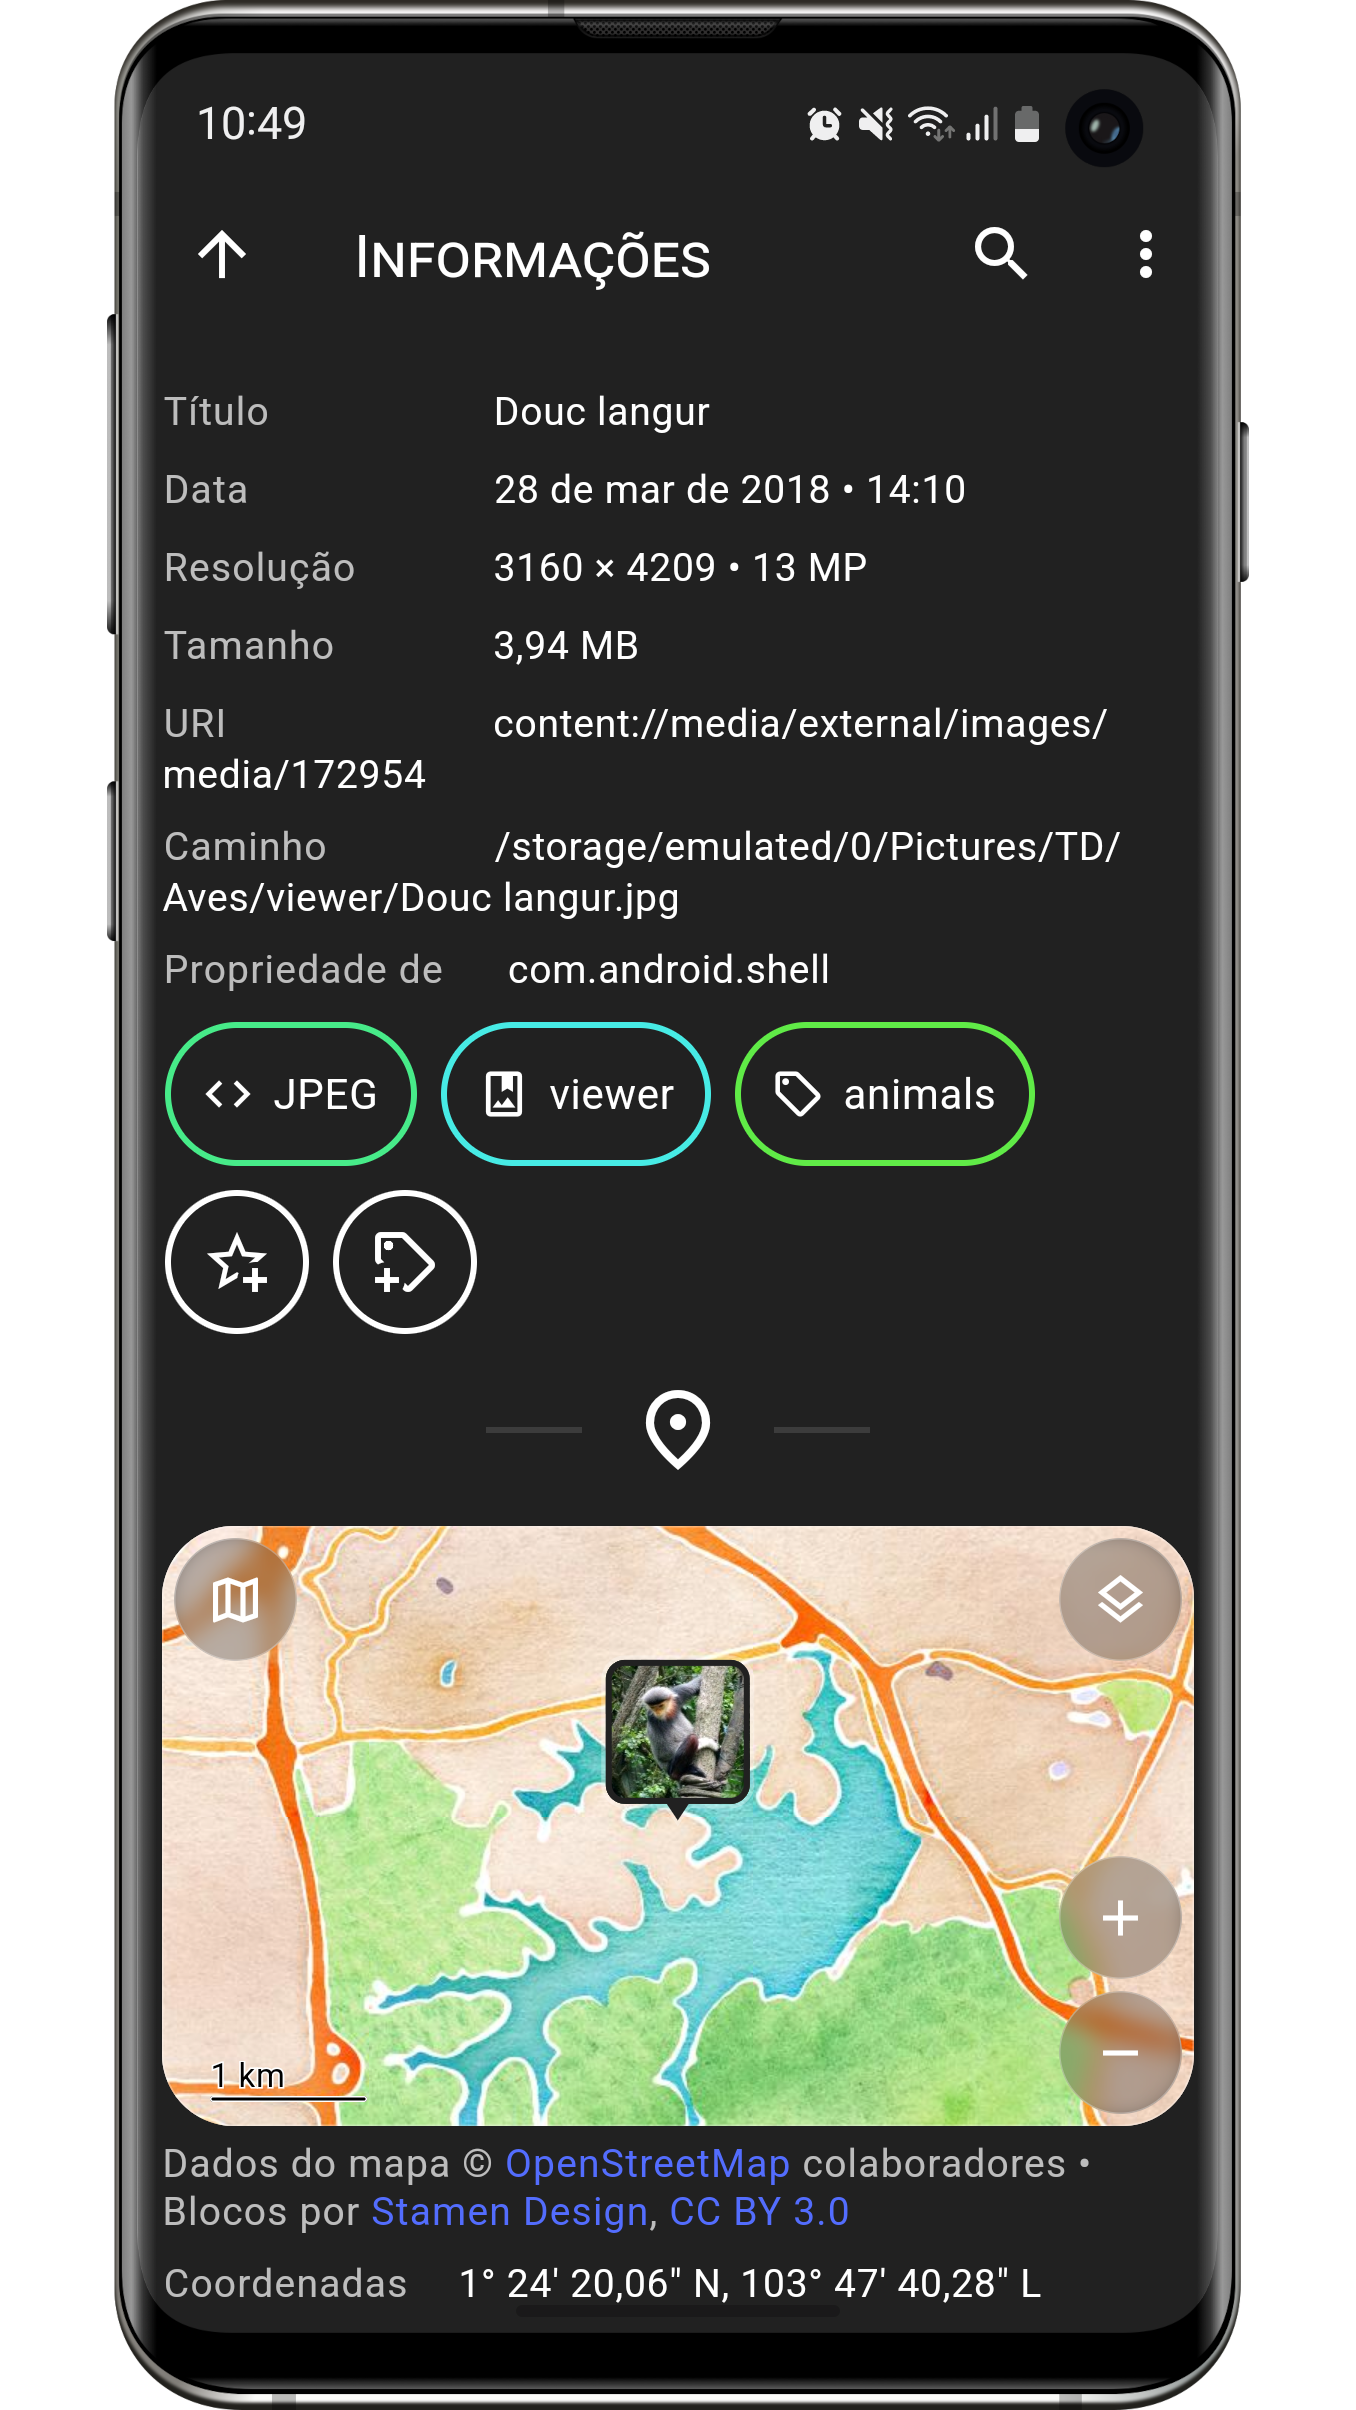 10:49
INFORMAÇÕES
Título Douc langur
Data 28 de mar de 2018 • 14:10
Resolução 3160 × 4209 • 13 MP
Tamanho 3,94 MB
URI content://media/external/images/
media/172954
Caminho /storage/emulated/0/Pictures/TD/
Aves/viewer/Douc langur.jpg
Propriedade de com.android.shell
JPEG viewer animals
1 km
Dados do mapa © OpenStreetMap colaboradores •
Blocos por Stamen Design, CC BY 3.0
Coordenadas 1° 24' 20,06" N, 103° 47' 40,28" L